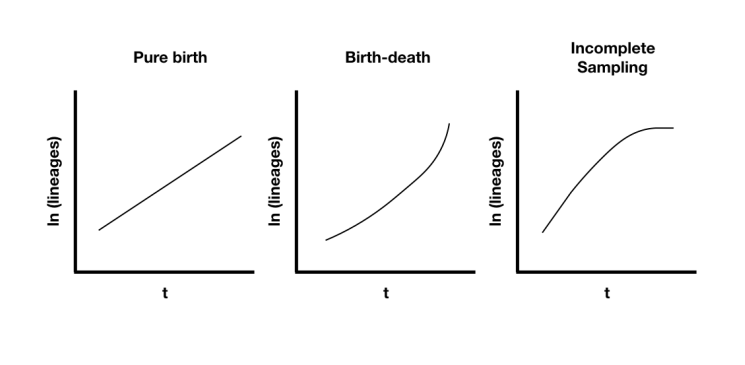 Pure birth
ln (lineages)
t
Birth-death
ln (lineages)
t
Incomplete
Sampling
ln (lineages)
t